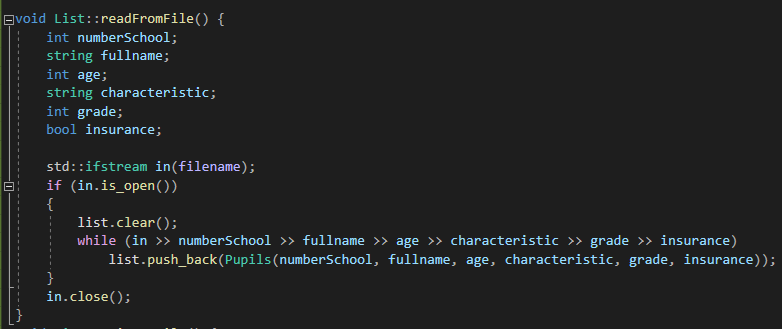 void List::readFromFile() {
    int numberSchool;
    string fullname;
    int age;
    string characteristic;
    int grade;
    bool insurance;

    std::ifstream in(filename);
    if (in.is_open())
    {
        list.clear();
        while (in >> numberSchool >> fullname >> age >> characteristic >> grade >> insurance)
            list.push_back(Pupils(numberSchool, fullname, age, characteristic, grade, insurance));
    }
    in.close();
}